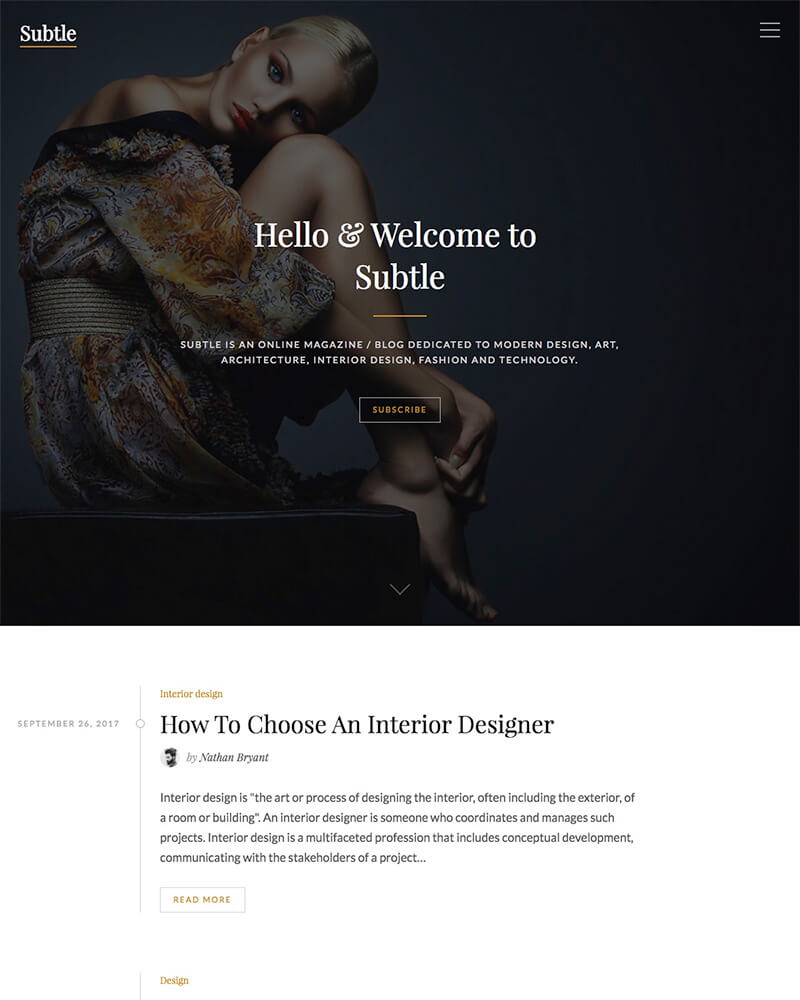 Subtle
Hello & Welcome to
Subtle
SUBTLE IS AN ONLINE MAGAZINE / BLOG DEDICATED TO MODERN DESIGN, ART,
ARCHITECTURE, INTERIOR DESIGN, FASHION AND TECHNOLOGY.
SUBSCRIBE
Interior design
SEPTEMBER 26, 2017
How To Choose An Interior Designer
by Nathan Bryant
Interior design is "the art or process of designing the interior, often including the exterior, of
a room or building". An interior designer is someone who coordinates and manages such
projects. Interior design is a multifaceted profession that includes conceptual development,
communicating with the stakeholders of a project...
READ MORE
Design